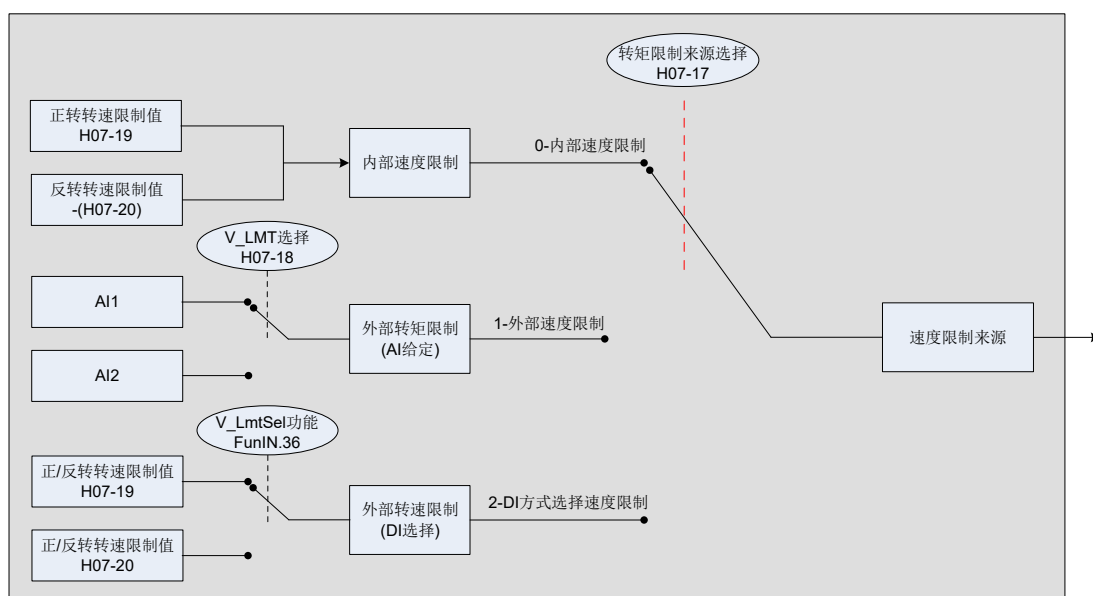 转矩限制来源选择
H07-17
正转转速限制值
H07-19
内部速度限制
0-内部速度限制
反转转速限制值
-(H07-20)
V_LMT选择
H07-18
AI1
外部转矩限制
(AI给定)
1-外部速度限制
速度限制来源
AI2
V_LmtSel功能
FunIN.36
正/反转转速限制值
H07-19
外部转速限制
(DI选择)
2-DI方式选择速度限制
正/反转转速限制值
H07-20